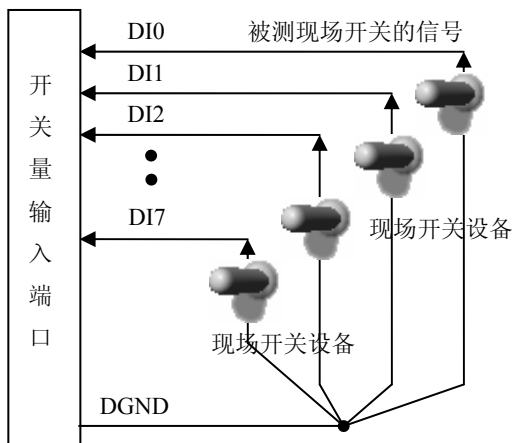 DI0
被测现场开关的信号
DI1
DI2
DI7
开
关
量
输
入
端
口
现场开关设备
现场开关设备
DGND